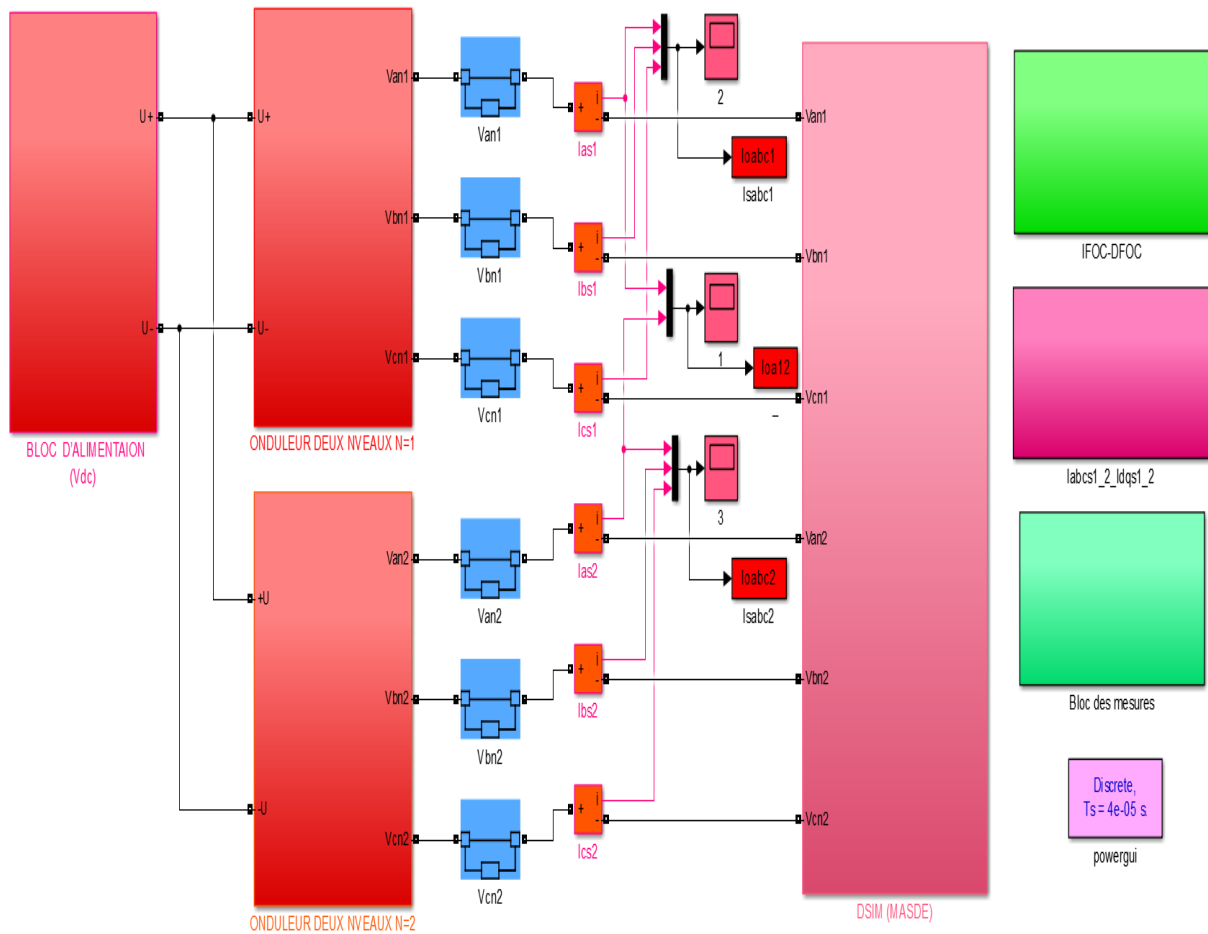 U+
U-
BLOC D'ALIMENTAION
(Vdc)
U+
U-
Van1
Vbn1
Vcn1
ONDULEUR DEUX NVEAUX N=1
+U
-U
Van2
Vbn2
Vcn2
ONDULEUR DEUX NVEAUX N=2
Van1
Vbn1
Vcn1
Van2
Vbn2
Vcn2
+
i
-
Ias1
+
i
-
Ibs1
+
i
-
Ics1
+
i
-
Ias2
+
i
-
Ibs2
+
i
-
Ics2
2
Ioabc1
Isabc1
1
Ioa12
_
3
Ioabc2
Isabc2
Van1
Vbn1
Vcn1
Van2
Vbn2
Vcn2
DSIM (MASDE)
IFOC-DFOC
Iabcs1_2_Idqs1_2
Bloc des mesures
Discrete,
Ts = 4e-05 s.
powergui